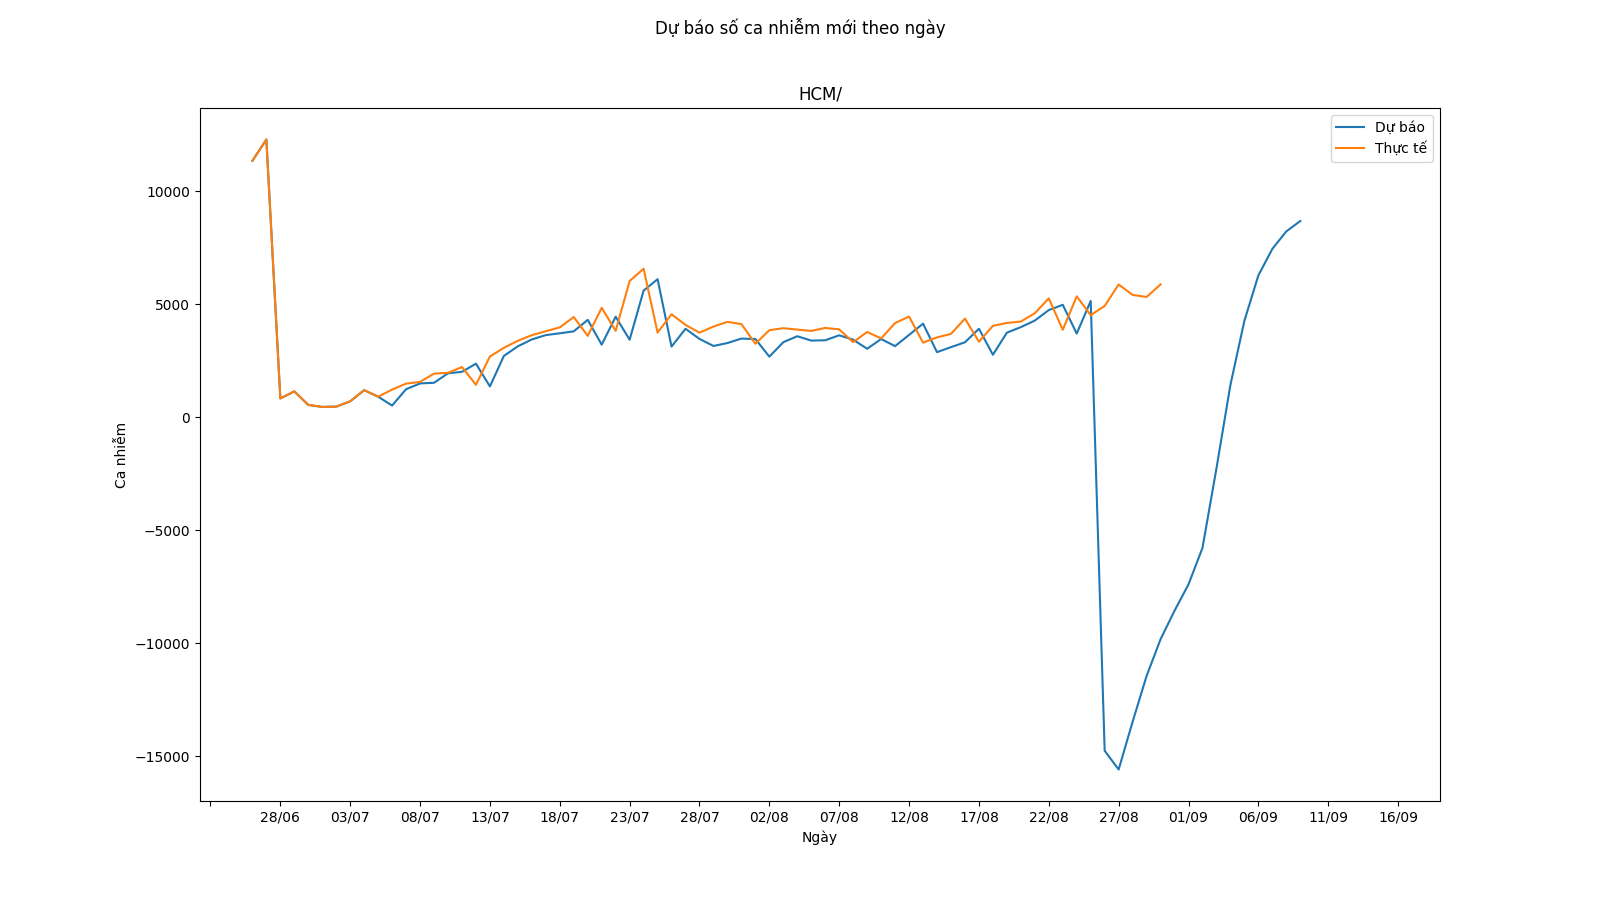 Dự báo số ca nhiễm mới theo ngày
HCM/
Dự báo
Thực tế
10000
5000
0
−5000
−10000
−15000
Ca nhiễm
28/06 03/07 08/07 13/07 18/07 23/07 28/07 02/08 07/08 12/08 17/08 22/08 27/08 01/09 06/09 11/09 16/09
Ngày